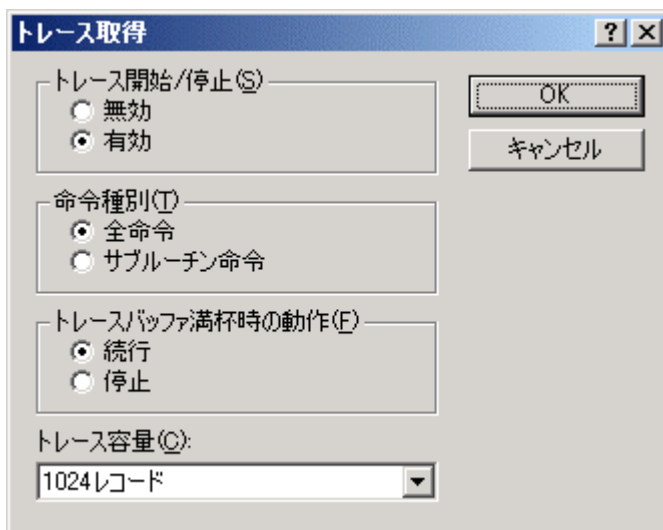 トレース取得
トレース開始/停止(S)
無効
有効
OK
キャンセル
命令種別(T)
全命令
サブルーチン命令
トレースバッファ満杯時の動作(F)
続行
停止
トレース容量(C):
1024レコード